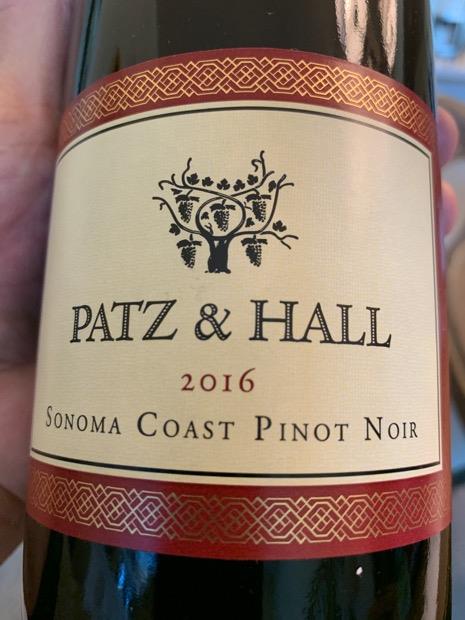 PATZ & HALL
2016
SONOMA COAST PINOT NOIR